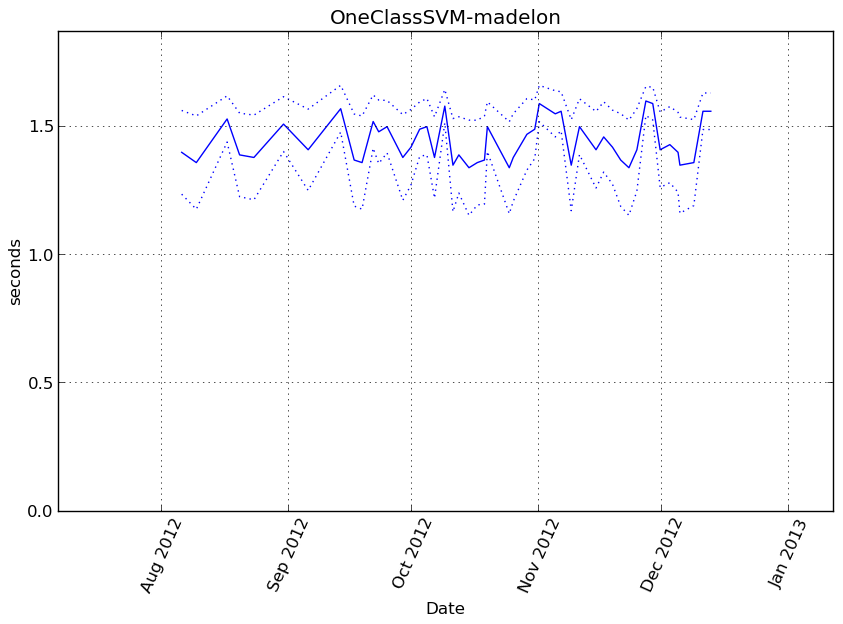 OneClassSVM-madelon
1.5
1.0
0.5
0.0
seconds
Aug 2012
Sep 2012
Oct 2012
Nov 2012
Dec 2012
Jan 2013
Date